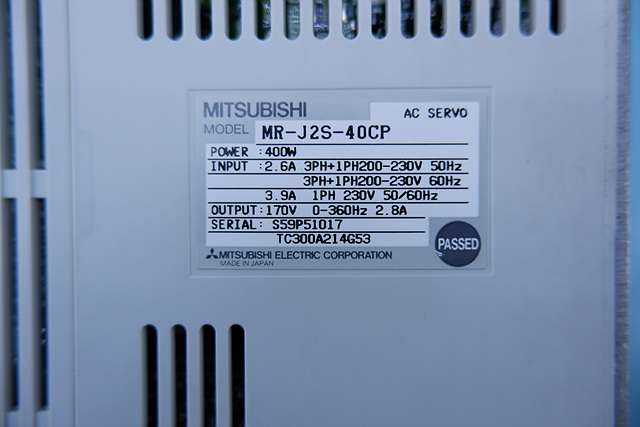 MITSUBISHI
AC SERVO
MODEL MR-J2S-40CP
POWER :400W
INPUT :2.6A 3PH+1PH200-230V 50Hz
3PH+1PH200-230V 60Hz
3.9A 1PH 230V 50/60Hz
OUTPUT:170V 0-360Hz 2.8A
SERIAL: S59P51017
TC300A214G53
PASSED
MITSUBISHI ELECTRIC CORPORATION
MADE IN JAPAN